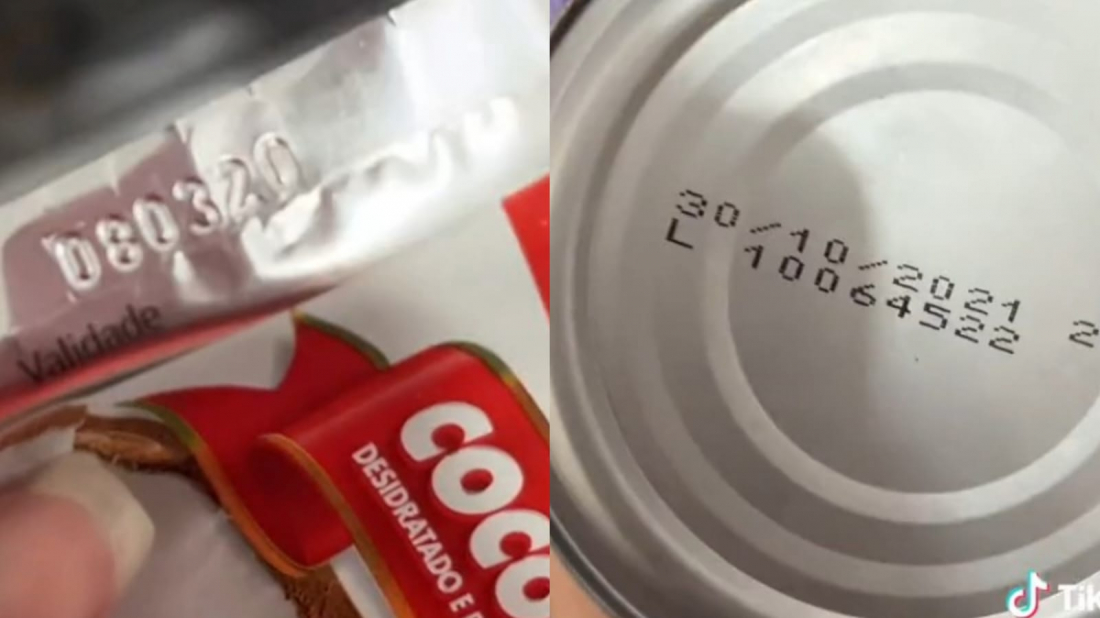 080320
Validade
COCO
DESIDRATADO E
30/10/2021
L 10064522 2
Tik